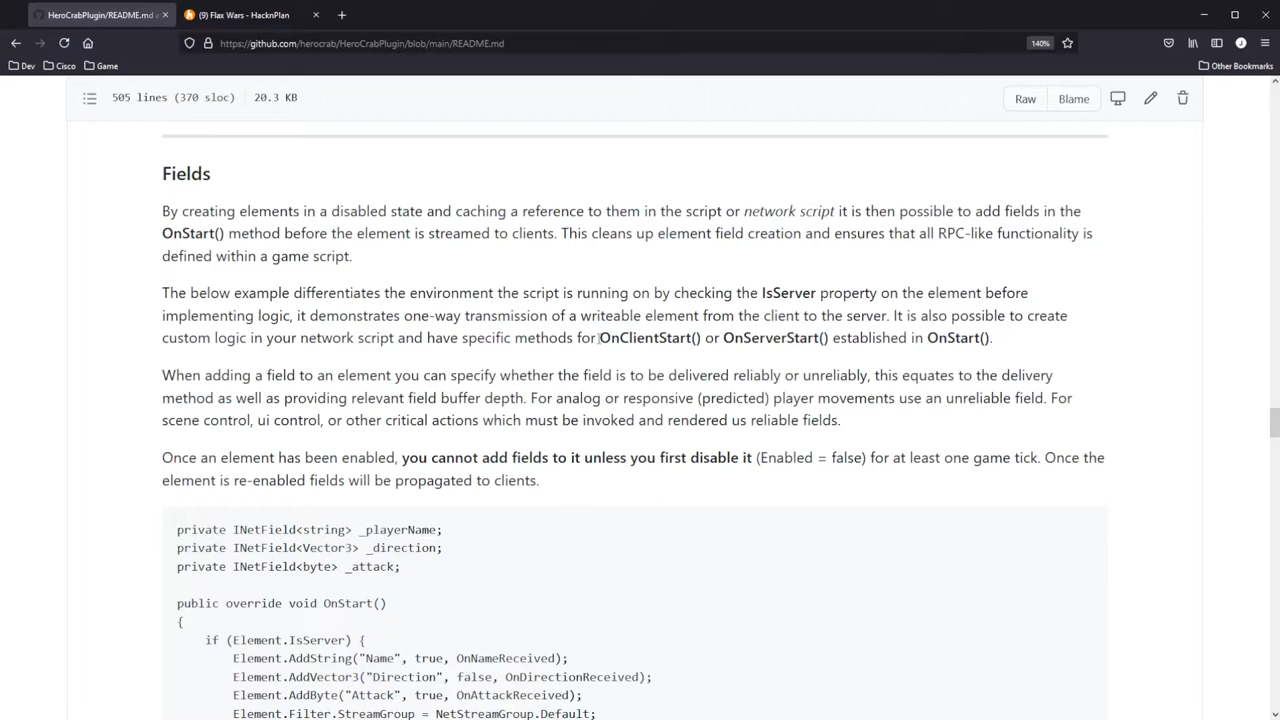 HeroCrabPlugin/README.md a
(9) Flax Wars - HacknPlan
https://github.com/herocrab/HeroCrabPlugin/blob/main/README.md
140%
Dev
Cisco
Game
Other Bookmarks
505 lines (370 sloc)
20.3 KB
Raw
Blame
Fields
By creating elements in a disabled state and caching a reference to them in the script or network script it is then possible to add fields in the
OnStart() method before the element is streamed to clients. This cleans up element field creation and ensures that all RPC-like functionality is
defined within a game script.
The below example differentiates the environment the script is running on by checking the IsServer property on the element before
implementing logic, it demonstrates one-way transmission of a writeable element from the client to the server. It is also possible to create
custom logic in your network script and have specific methods for OnClientStart() or OnServerStart() established in OnStart().
When adding a field to an element you can specify whether the field is to be delivered reliably or unreliably, this equates to the delivery
method as well as providing relevant field buffer depth. For analog or responsive (predicted) player movements use an unreliable field. For
scene control, ui control, or other critical actions which must be invoked and rendered us reliable fields.
Once an element has been enabled, you cannot add fields to it unless you first disable it (Enabled = false) for at least one game tick. Once the
element is re-enabled fields will be propagated to clients.
private INetField<string> _playerName;
private INetField<Vector3> _direction;
private INetField<byte> _attack;
public override void OnStart()
{
if (Element.IsServer) {
Element.AddString("Name", true, OnNameReceived);
Element.AddVector3("Direction", false, OnDirectionReceived);
Element.AddByte("Attack", true, OnAttackReceived);
Element.Filter.StreamGroup = NetStreamGroup.Default;